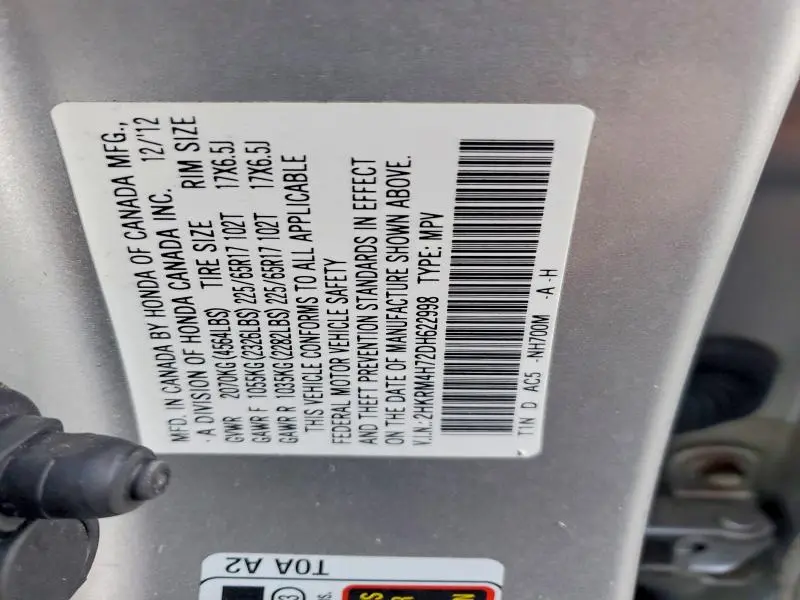 MFD. IN CANADA BY HONDA OF CANADA MFG.,
· A DIVISION OF HONDA CANADA INC. 12/12
GVWR 2070KG(4564LBS) TIRE SIZE RIM SIZE
GAWR F 1055KG(2326LBS) 225/65R17 102T 17X6.5J
GAWR R 1035KG(2282LBS) 225/65R17 102T 17X6.5J
THIS VEHICLE CONFORMS TO ALL APPLICABLE
FEDERAL MOTOR VEHICLE SAFETY
AND THEFT PREVENTION STANDARDS IN EFFECT
ON THE DATE OF MANUFACTURE SHOWN ABOVE.
V.I.N.: 2HKRM4H72DH622998 TYPE: MPV
T1N D AC5 -NH700M -A-H
T0A A2